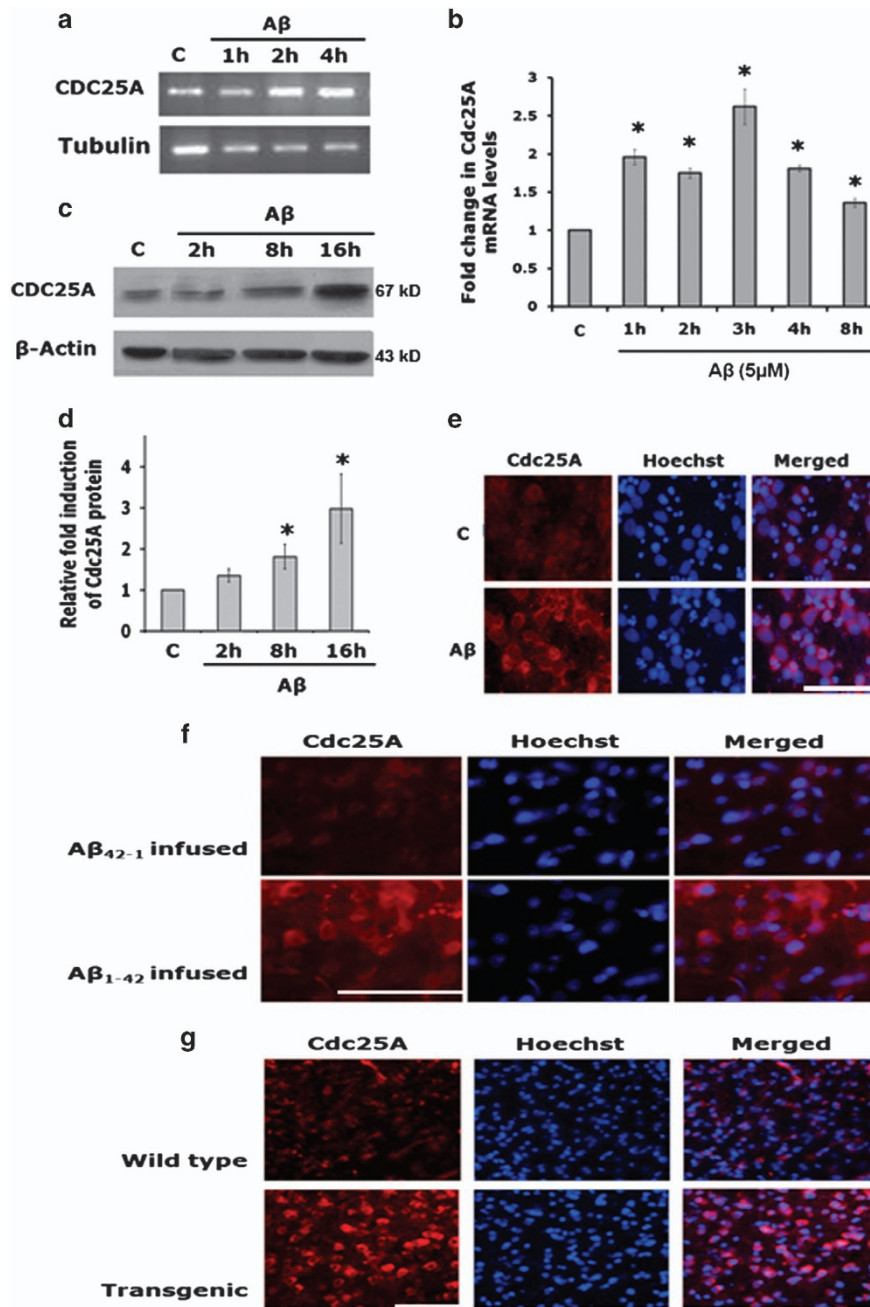 a
Aβ
C 1h 2h 4h
CDC25A
Tubulin
b
Fold change in Cdc25A
mRNA levels
3
2.5
2
1.5
1
0.5
0
* * * * *
C 1h 2h 3h 4h 8h
Aβ (5μM)
c
Aβ
C 2h 8h 16h
CDC25A 67 kD
β-Actin 43 kD
d
Relative fold induction
of Cdc25A protein
4
3
2
1
0
* *
C 2h 8h 16h
Aβ
e
Cdc25A Hoechst Merged
C
Aβ
f
Cdc25A Hoechst Merged
Aβ42-1 infused
Aβ1-42 infused
g
Cdc25A Hoechst Merged
Wild type
Transgenic